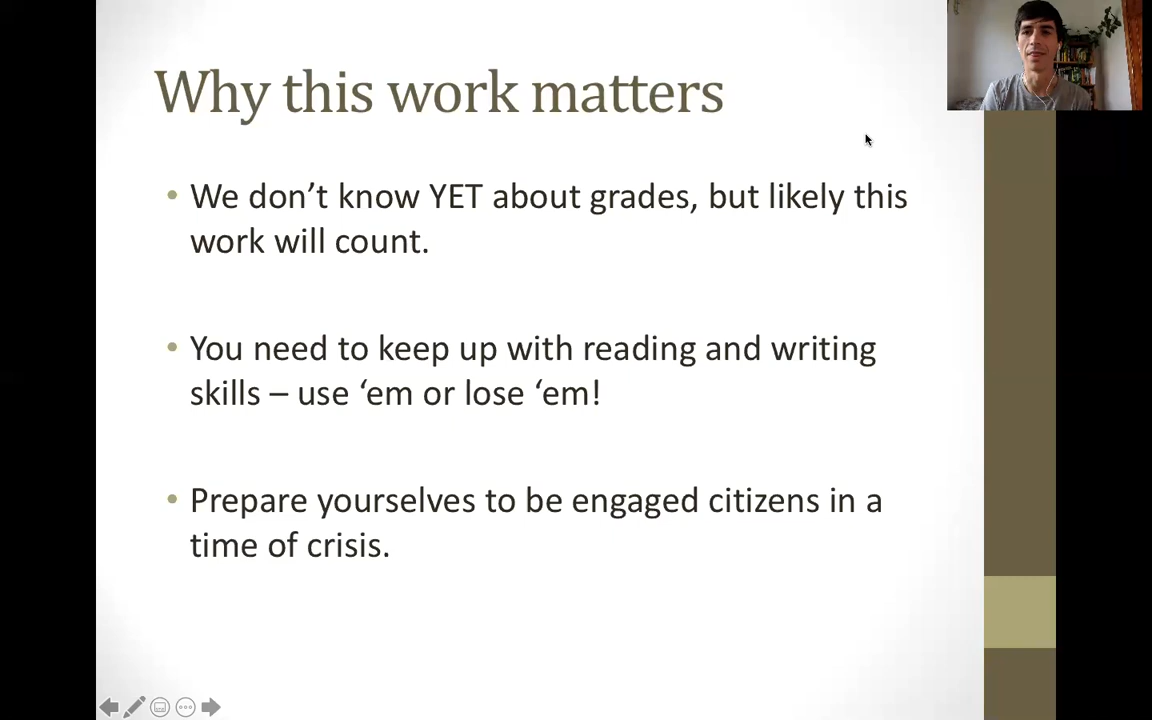 Why this work matters
• We don’t know YET about grades, but likely this
work will count.
• You need to keep up with reading and writing
skills – use ‘em or lose ‘em!
• Prepare yourselves to be engaged citizens in a
time of crisis.